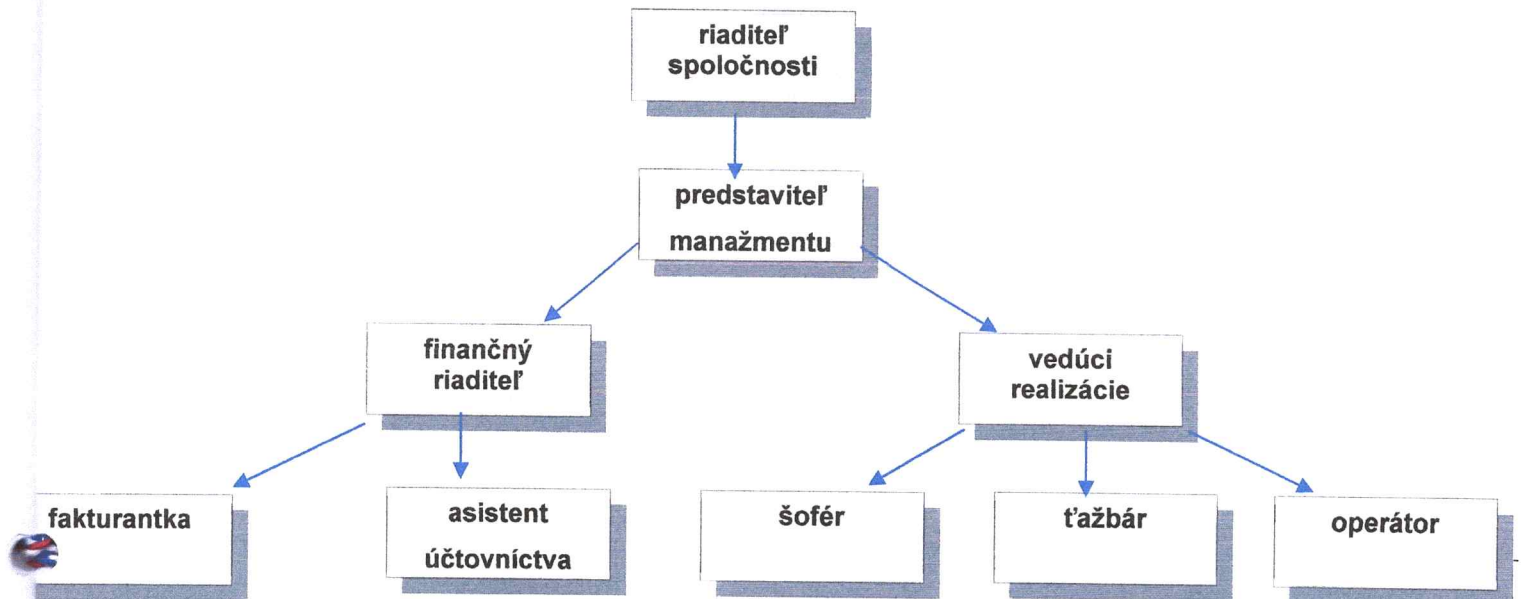 riaditeľ
spoločnosti
predstaviteľ
manažmentu
finančný
riaditeľ
vedúci
realizácie
fakturantka
asistent
účtovníctva
šofér
ťažbár
operátor